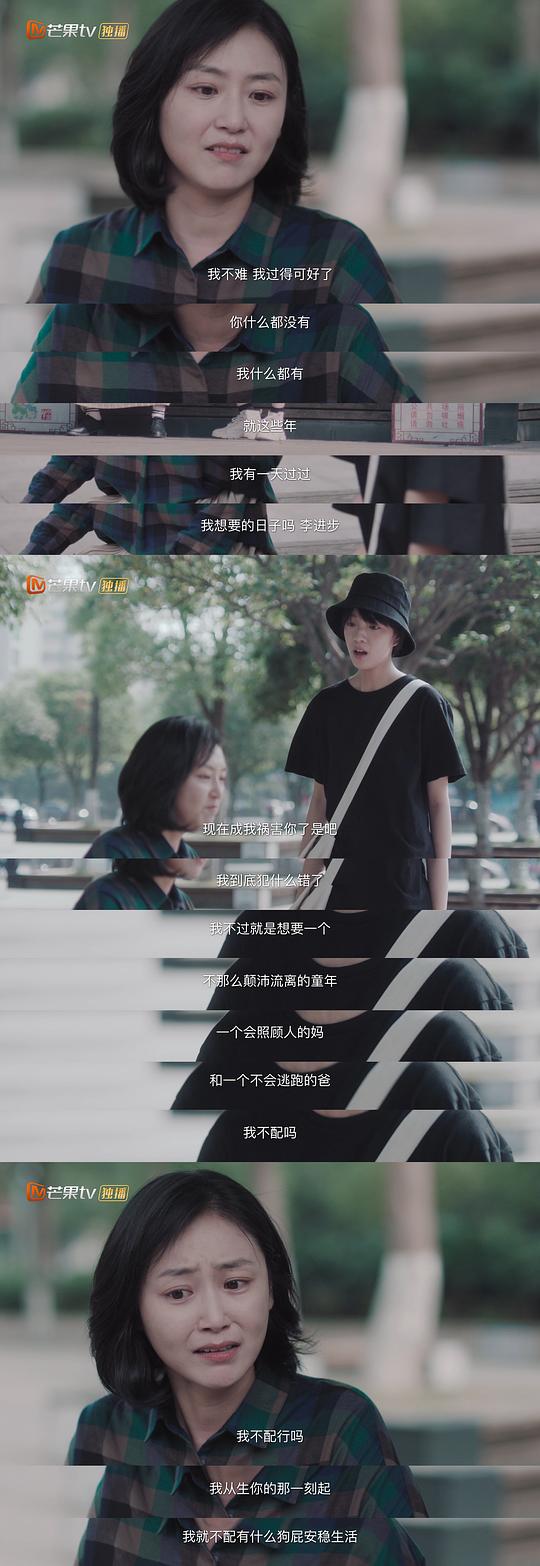 芒果tv 独播
我不难 我过得可好了
你什么都没有
我什么都有
就这些年
我有一天过过
我想要的日子吗 李进步
芒果tv 独播
现在成我祸害你了是吧
我到底犯什么错了
我不过就是想要一个
不那么颠沛流离的童年
一个会照顾人的妈
和一个不会逃跑的爸
我不配吗
芒果tv 独播
我不配行吗
我从生你的那一刻起
我就不配有什么狗屁安稳生活